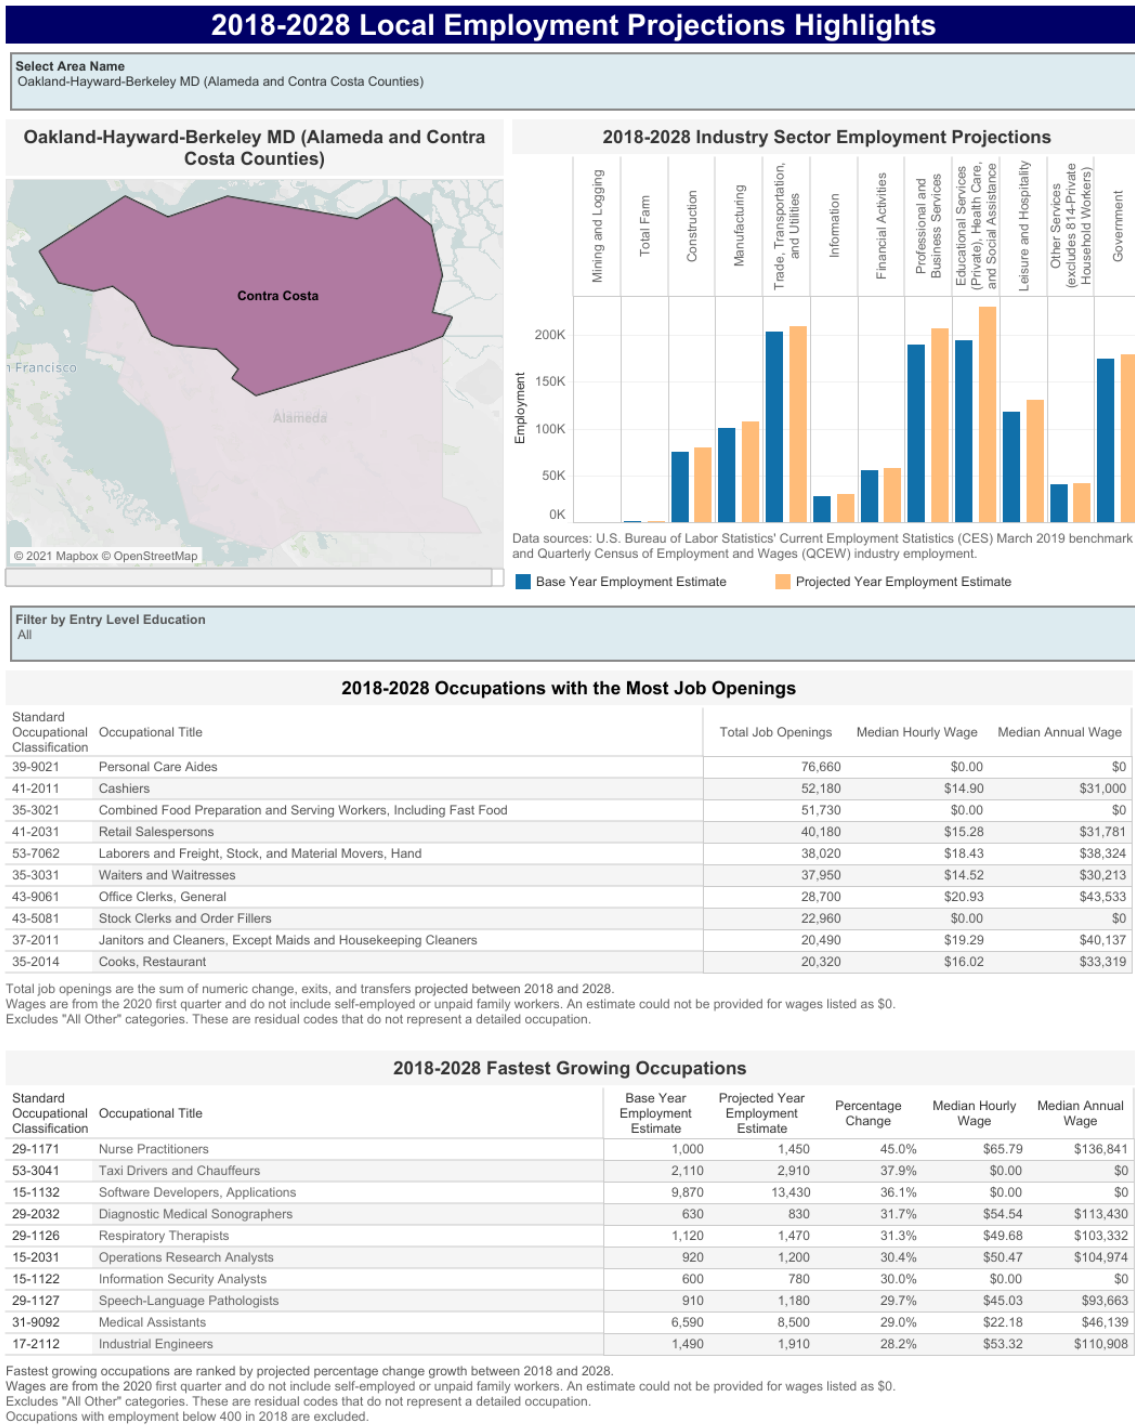 2018-2028 Local Employment Projections Highlights
Select Area Name
Oakland-Hayward-Berkeley MD (Alameda and Contra Costa Counties)
Oakland-Hayward-Berkeley MD (Alameda and Contra
Costa Counties)
Contra Costa
n Francisco
Alameda
© 2021 Mapbox © OpenStreetMap
2018-2028 Industry Sector Employment Projections
Mining and Logging
Total Farm
Construction
Manufacturing
Trade, Transportation,
and Utilities
Information
Financial Activities
Professional and
Business Services
Educational Services
(Private), Health Care,
and Social Assistance
Leisure and Hospitality
Other Services
(excludes 814-Private
Household Workers)
Government
Employment
200K
150K
100K
50K
0K
Data sources: U.S. Bureau of Labor Statistics' Current Employment Statistics (CES) March 2019 benchmark
and Quarterly Census of Employment and Wages (QCEW) industry employment.
Base Year Employment Estimate Projected Year Employment Estimate
Filter by Entry Level Education
All
2018-2028 Occupations with the Most Job Openings
Standard
Occupational Occupational Title Total Job Openings Median Hourly Wage Median Annual Wage
Classification
39-9021 Personal Care Aides 76,660 $0.00 $0
41-2011 Cashiers 52,180 $14.90 $31,000
35-3021 Combined Food Preparation and Serving Workers, Including Fast Food 51,730 $0.00 $0
41-2031 Retail Salespersons 40,180 $15.28 $31,781
53-7062 Laborers and Freight, Stock, and Material Movers, Hand 38,020 $18.43 $38,324
35-3031 Waiters and Waitresses 37,950 $14.52 $30,213
43-9061 Office Clerks, General 28,700 $20.93 $43,533
43-5081 Stock Clerks and Order Fillers 22,960 $0.00 $0
37-2011 Janitors and Cleaners, Except Maids and Housekeeping Cleaners 20,490 $19.29 $40,137
35-2014 Cooks, Restaurant 20,320 $16.02 $33,319
Total job openings are the sum of numeric change, exits, and transfers projected between 2018 and 2028.
Wages are from the 2020 first quarter and do not include self-employed or unpaid family workers. An estimate could not be provided for wages listed as $0.
Excludes "All Other" categories. These are residual codes that do not represent a detailed occupation.
2018-2028 Fastest Growing Occupations
Standard Base Year Projected Year
Occupational Occupational Title Employment Employment Percentage Median Hourly Median Annual
Classification Estimate Estimate Change Wage Wage
29-1171 Nurse Practitioners 1,000 1,450 45.0% $65.79 $136,841
53-3041 Taxi Drivers and Chauffeurs 2,110 2,910 37.9% $0.00 $0
15-1132 Software Developers, Applications 9,870 13,430 36.1% $0.00 $0
29-2032 Diagnostic Medical Sonographers 630 830 31.7% $54.54 $113,430
29-1126 Respiratory Therapists 1,120 1,470 31.3% $49.68 $103,332
15-2031 Operations Research Analysts 920 1,200 30.4% $50.47 $104,974
15-1122 Information Security Analysts 600 780 30.0% $0.00 $0
29-1127 Speech-Language Pathologists 910 1,180 29.7% $45.03 $93,663
31-9092 Medical Assistants 6,590 8,500 29.0% $22.18 $46,139
17-2112 Industrial Engineers 1,490 1,910 28.2% $53.32 $110,908
Fastest growing occupations are ranked by projected percentage change growth between 2018 and 2028.
Wages are from the 2020 first quarter and do not include self-employed or unpaid family workers. An estimate could not be provided for wages listed as $0.
Excludes "All Other" categories. These are residual codes that do not represent a detailed occupation.
Occupations with employment below 400 in 2018 are excluded.